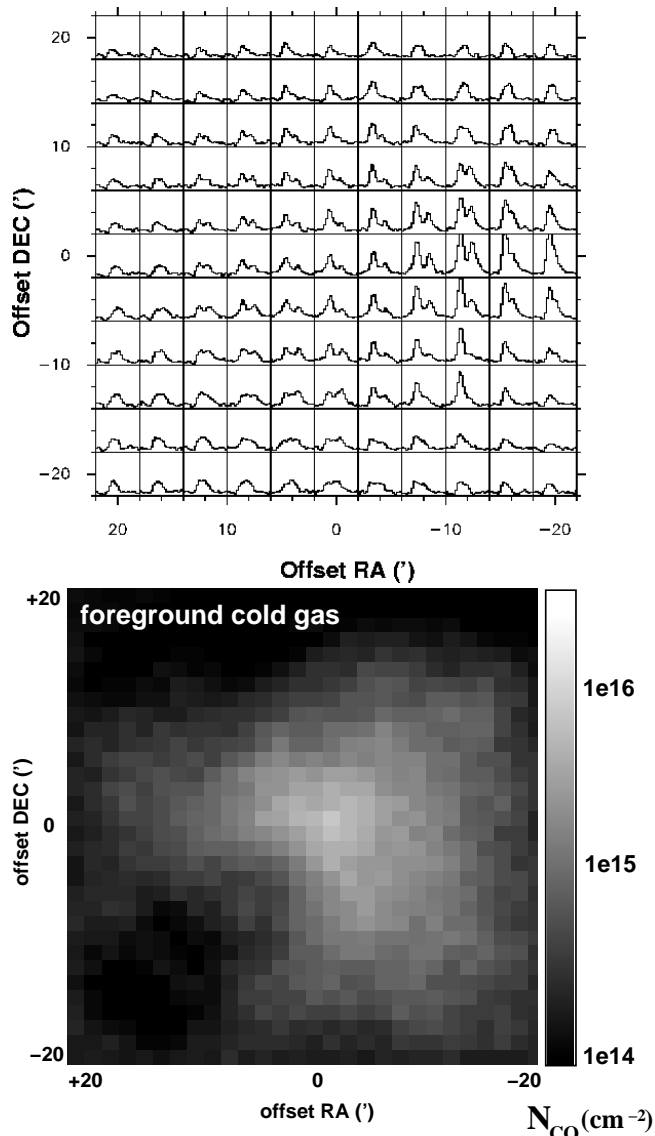 20
10
0
−10
−20
Offset DEC (')
20
10
0
−10
−20
Offset RA (')
foreground cold gas
+20
0
−20
offset DEC (')
+20
0
−20
offset RA (')
1e16
1e15
1e14
N_CO (cm⁻²)